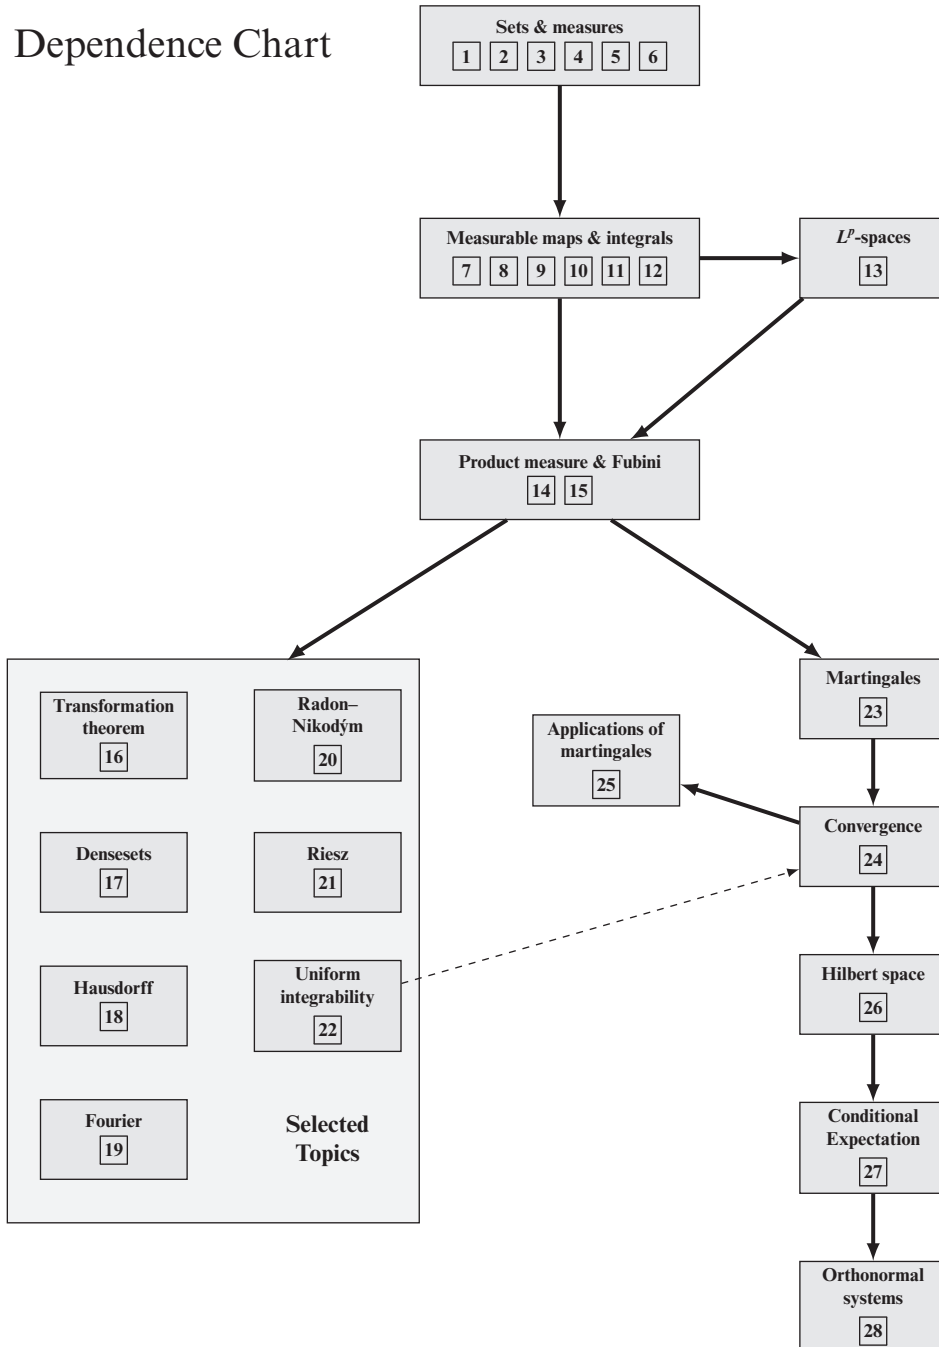 Dependence Chart
Sets & measures
1 2 3 4 5 6
Measurable maps & integrals
7 8 9 10 11 12
Lᵖ-spaces
13
Product measure & Fubini
14 15
Transformation
theorem
16
Radon–
Nikodým
20
Densesets
17
Riesz
21
Hausdorff
18
Uniform
integrability
22
Fourier
19
Selected
Topics
Applications of
martingales
25
Martingales
23
Convergence
24
Hilbert space
26
Conditional
Expectation
27
Orthonormal
systems
28